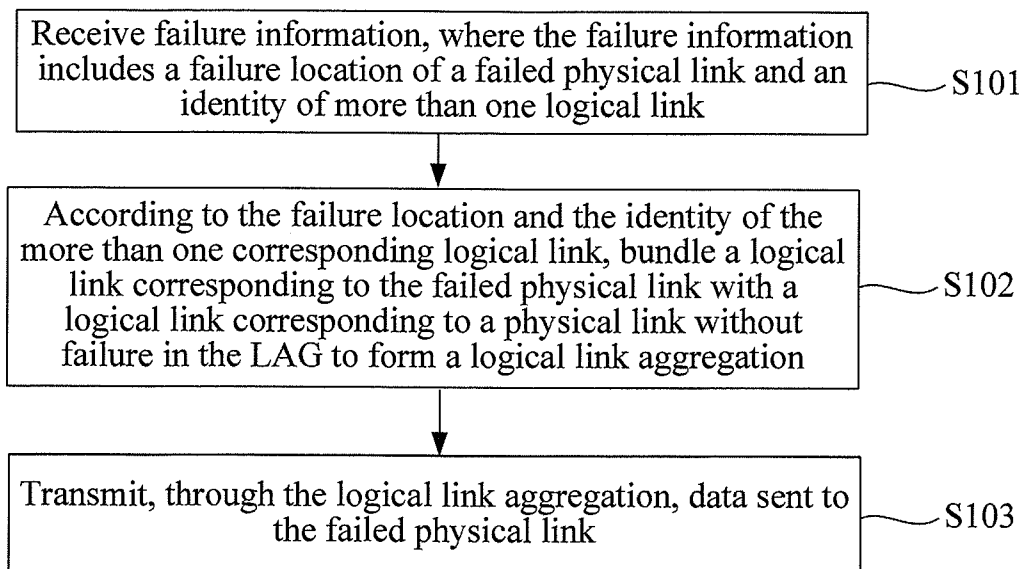 Receive failure information, where the failure information
includes a failure location of a failed physical link and an
identity of more than one logical link
S101
According to the failure location and the identity of the
more than one corresponding logical link, bundle a logical
link corresponding to the failed physical link with a
logical link corresponding to a physical link without
failure in the LAG to form a logical link aggregation
S102
Transmit, through the logical link aggregation, data sent to
the failed physical link
S103